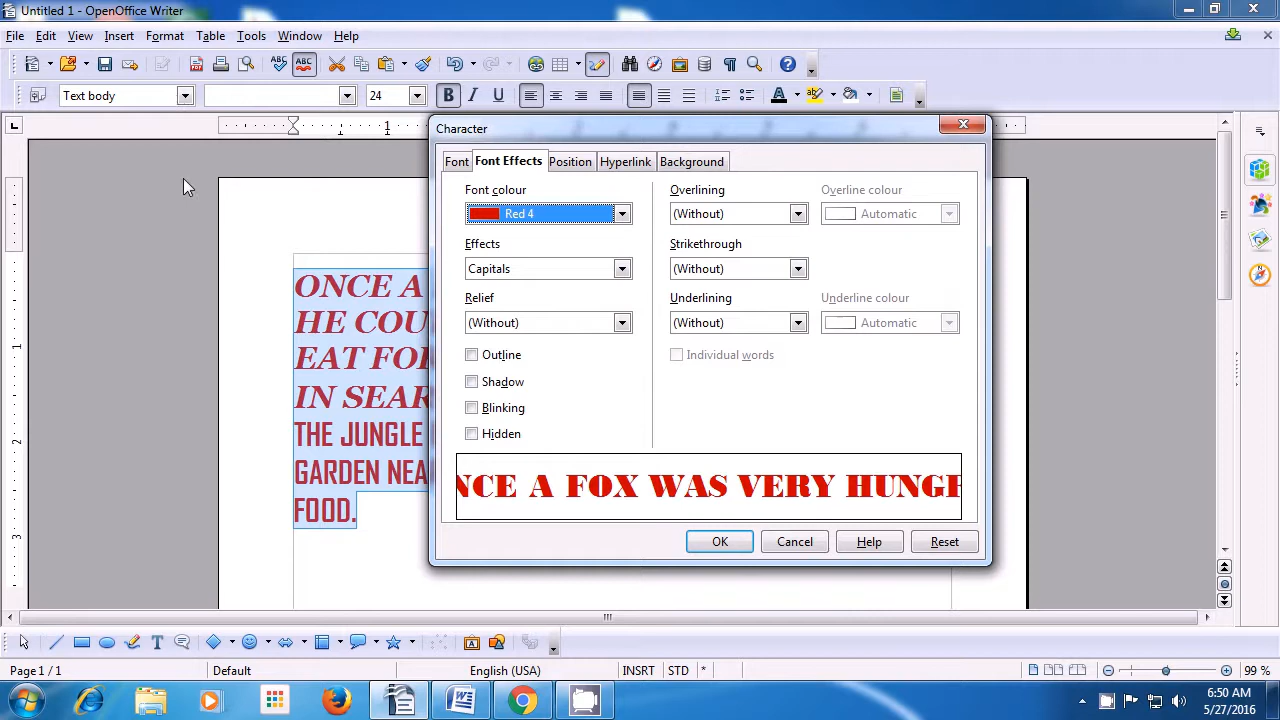 Untitled 1 - OpenOffice Writer
File Edit View Insert Format Table Tools Window Help
Text body 24
Character
Font Font Effects Position Hyperlink Background
Font colour Overlining Overline colour
Red 4 (Without) Automatic
Effects Strikethrough
Capitals (Without)
Relief Underlining Underline colour
(Without) (Without) Automatic
Outline Individual words
Shadow
Blinking
Hidden
NCE A FOX WAS VERY HUNGR
OK Cancel Help Reset
ONCE A
HE COU
EAT FOR
IN SEAR
THE JUNGLE
GARDEN NEA
FOOD.
Page 1 / 1 Default English (USA) INSRT STD * 99 %
6:50 AM
5/27/2016